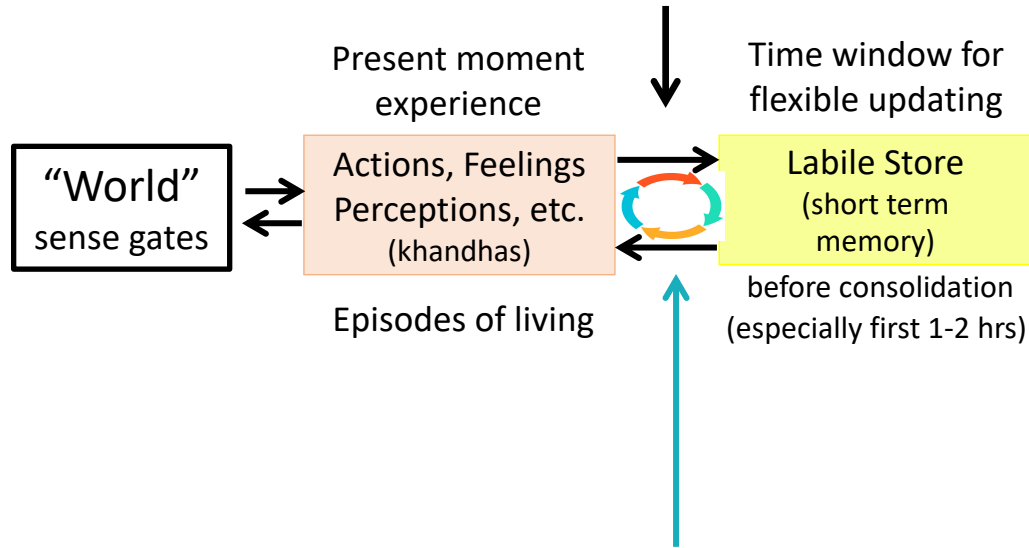 Present moment
experience
Time window for
flexible updating
“World”
sense gates
Actions, Feelings
Perceptions, etc.
(khandhas)
Labile Store
(short term
memory)
Episodes of living
before consolidation
(especially first 1-2 hrs)